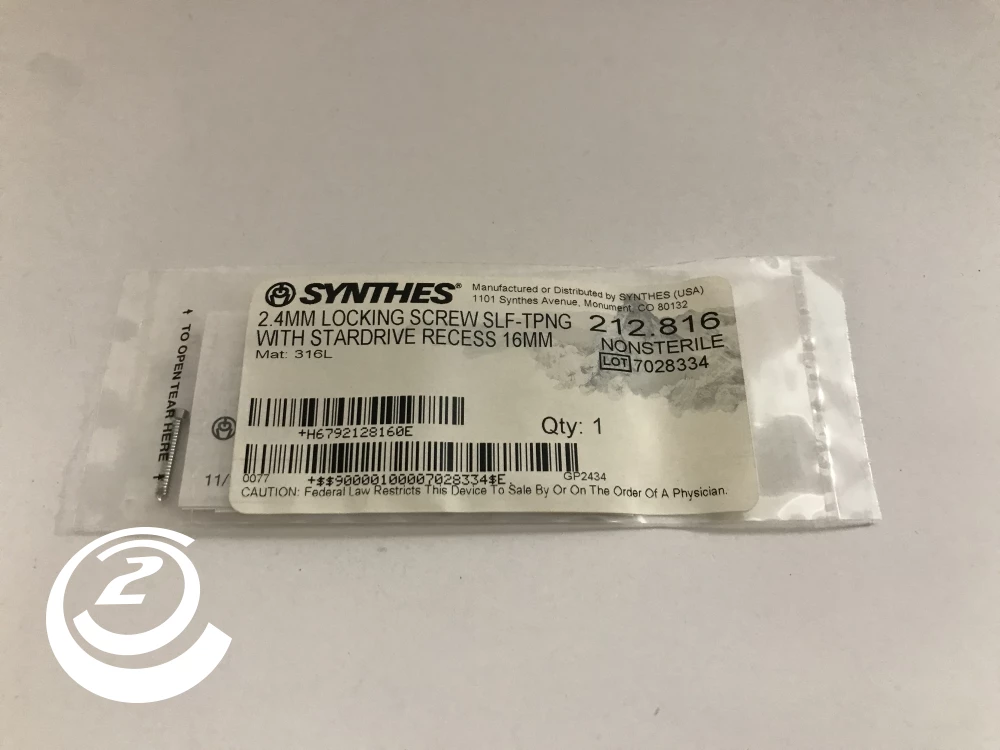 SYNTHES®
Manufactured or Distributed by SYNTHES (USA)
1101 Synthes Avenue, Monument, CO 80132
2.4MM LOCKING SCREW SLF-TPNG
WITH STARDRIVE RECESS 16MM
Mat: 316L
212.816
NONSTERILE
LOT 7028334
+H6792128160E
Qty: 1
0077
+$$90000100007028334$E
GP2434
CAUTION: Federal Law Restricts This Device To Sale By Or On The Order Of A Physician.
TO OPEN TEAR HERE
11/
2